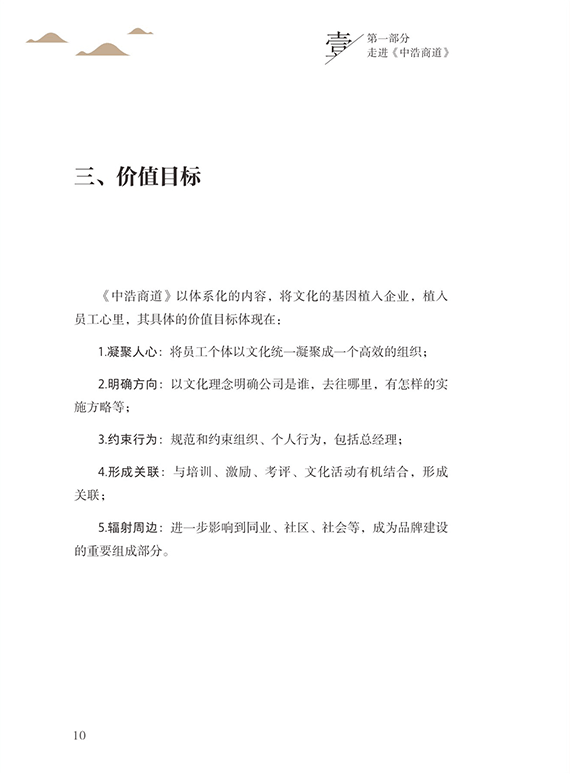 壹
第一部分
走进《中浩商道》
三、价值目标
《中浩商道》以体系化的内容，将文化的基因植入企业，植入
员工心里，其具体的价值目标体现在：
1.凝聚人心：将员工个体以文化统一凝聚成一个高效的组织；
2.明确方向：以文化理念明确公司是谁，去往哪里，有怎样的实
施方略等；
3.约束行为：规范和约束组织、个人行为，包括总经理；
4.形成关联：与培训、激励、考评、文化活动有机结合，形成
关联；
5.辐射周边：进一步影响到同业、社区、社会等，成为品牌建设
的重要组成部分。
10